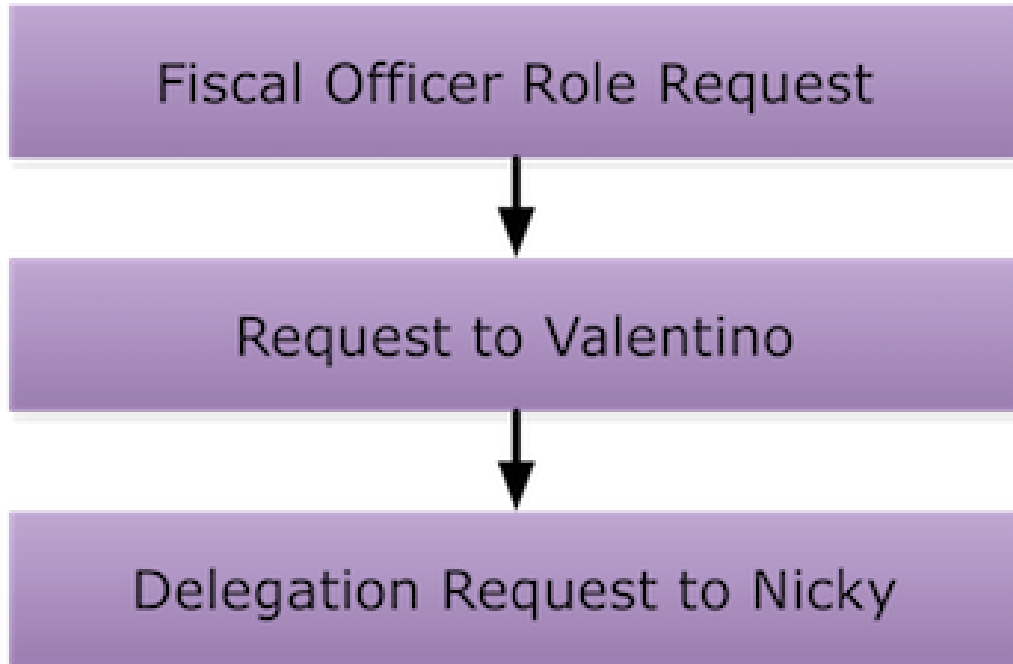 Fiscal Officer Role Request
Request to Valentino
Delegation Request to Nicky